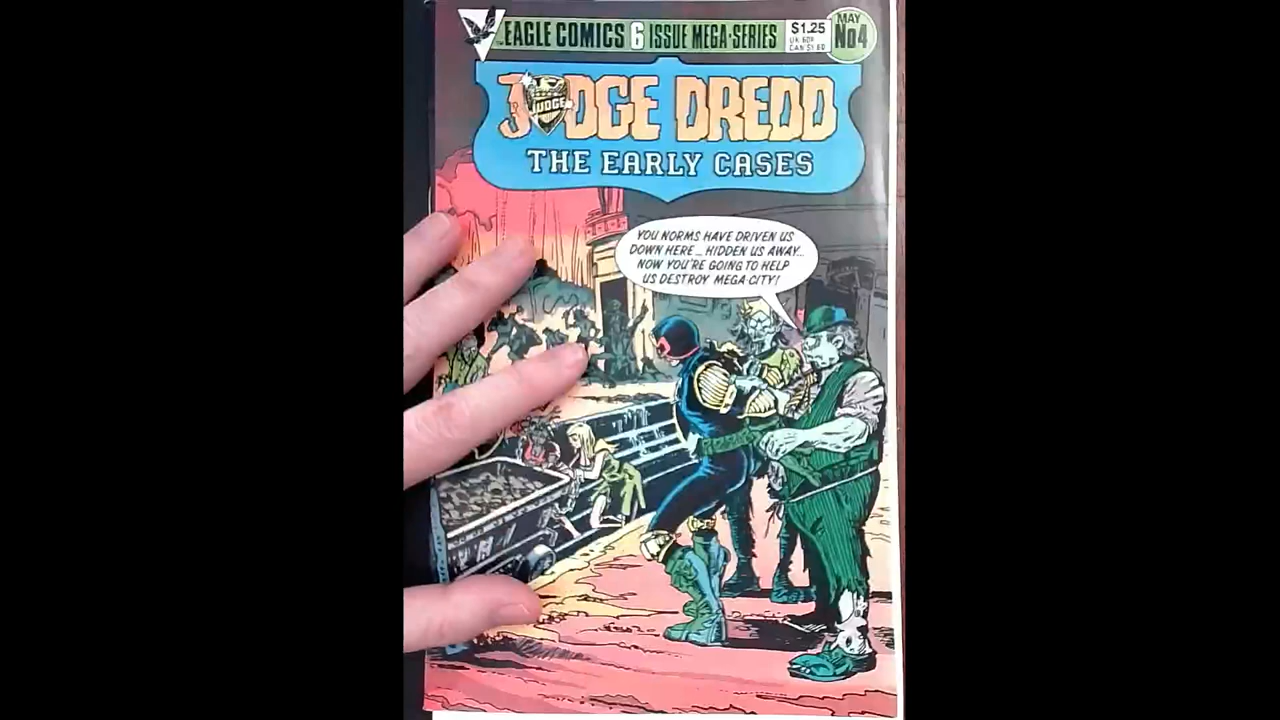 EAGLE COMICS 6 ISSUE MEGA-SERIES
$1.25
UK 60P
CAN $1.60
MAY
No4
JUDGE DREDD
JUDGE
THE EARLY CASES
YOU NORMS HAVE DRIVEN US
DOWN HERE... HIDDEN US AWAY...
NOW YOU'RE GOING TO HELP
US DESTROY MEGA CITY!